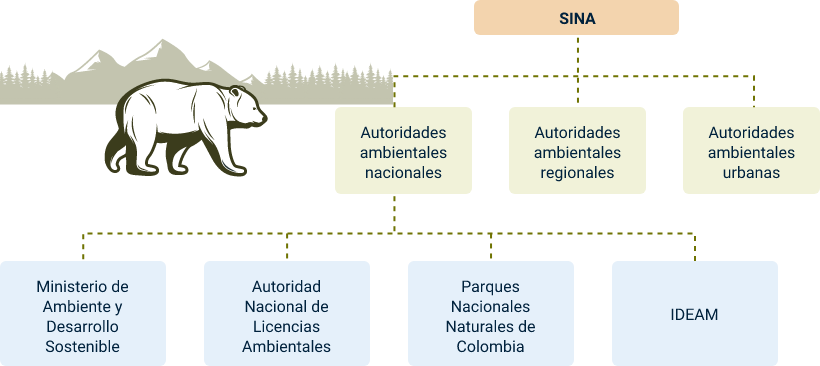 SINA
Autoridades
ambientales
nacionales
Autoridades
ambientales
regionales
Autoridades
ambientales
urbanas
Ministerio de
Ambiente y
Desarrollo
Sostenible
Autoridad
Nacional de
Licencias
Ambientales
Parques
Nacionales
Naturales de
Colombia
IDEAM